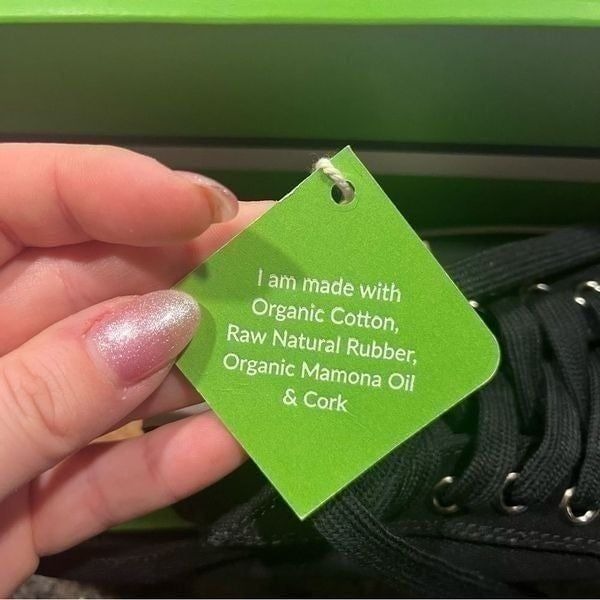 I am made with
Organic Cotton,
Raw Natural Rubber,
Organic Mamona Oil
& Cork